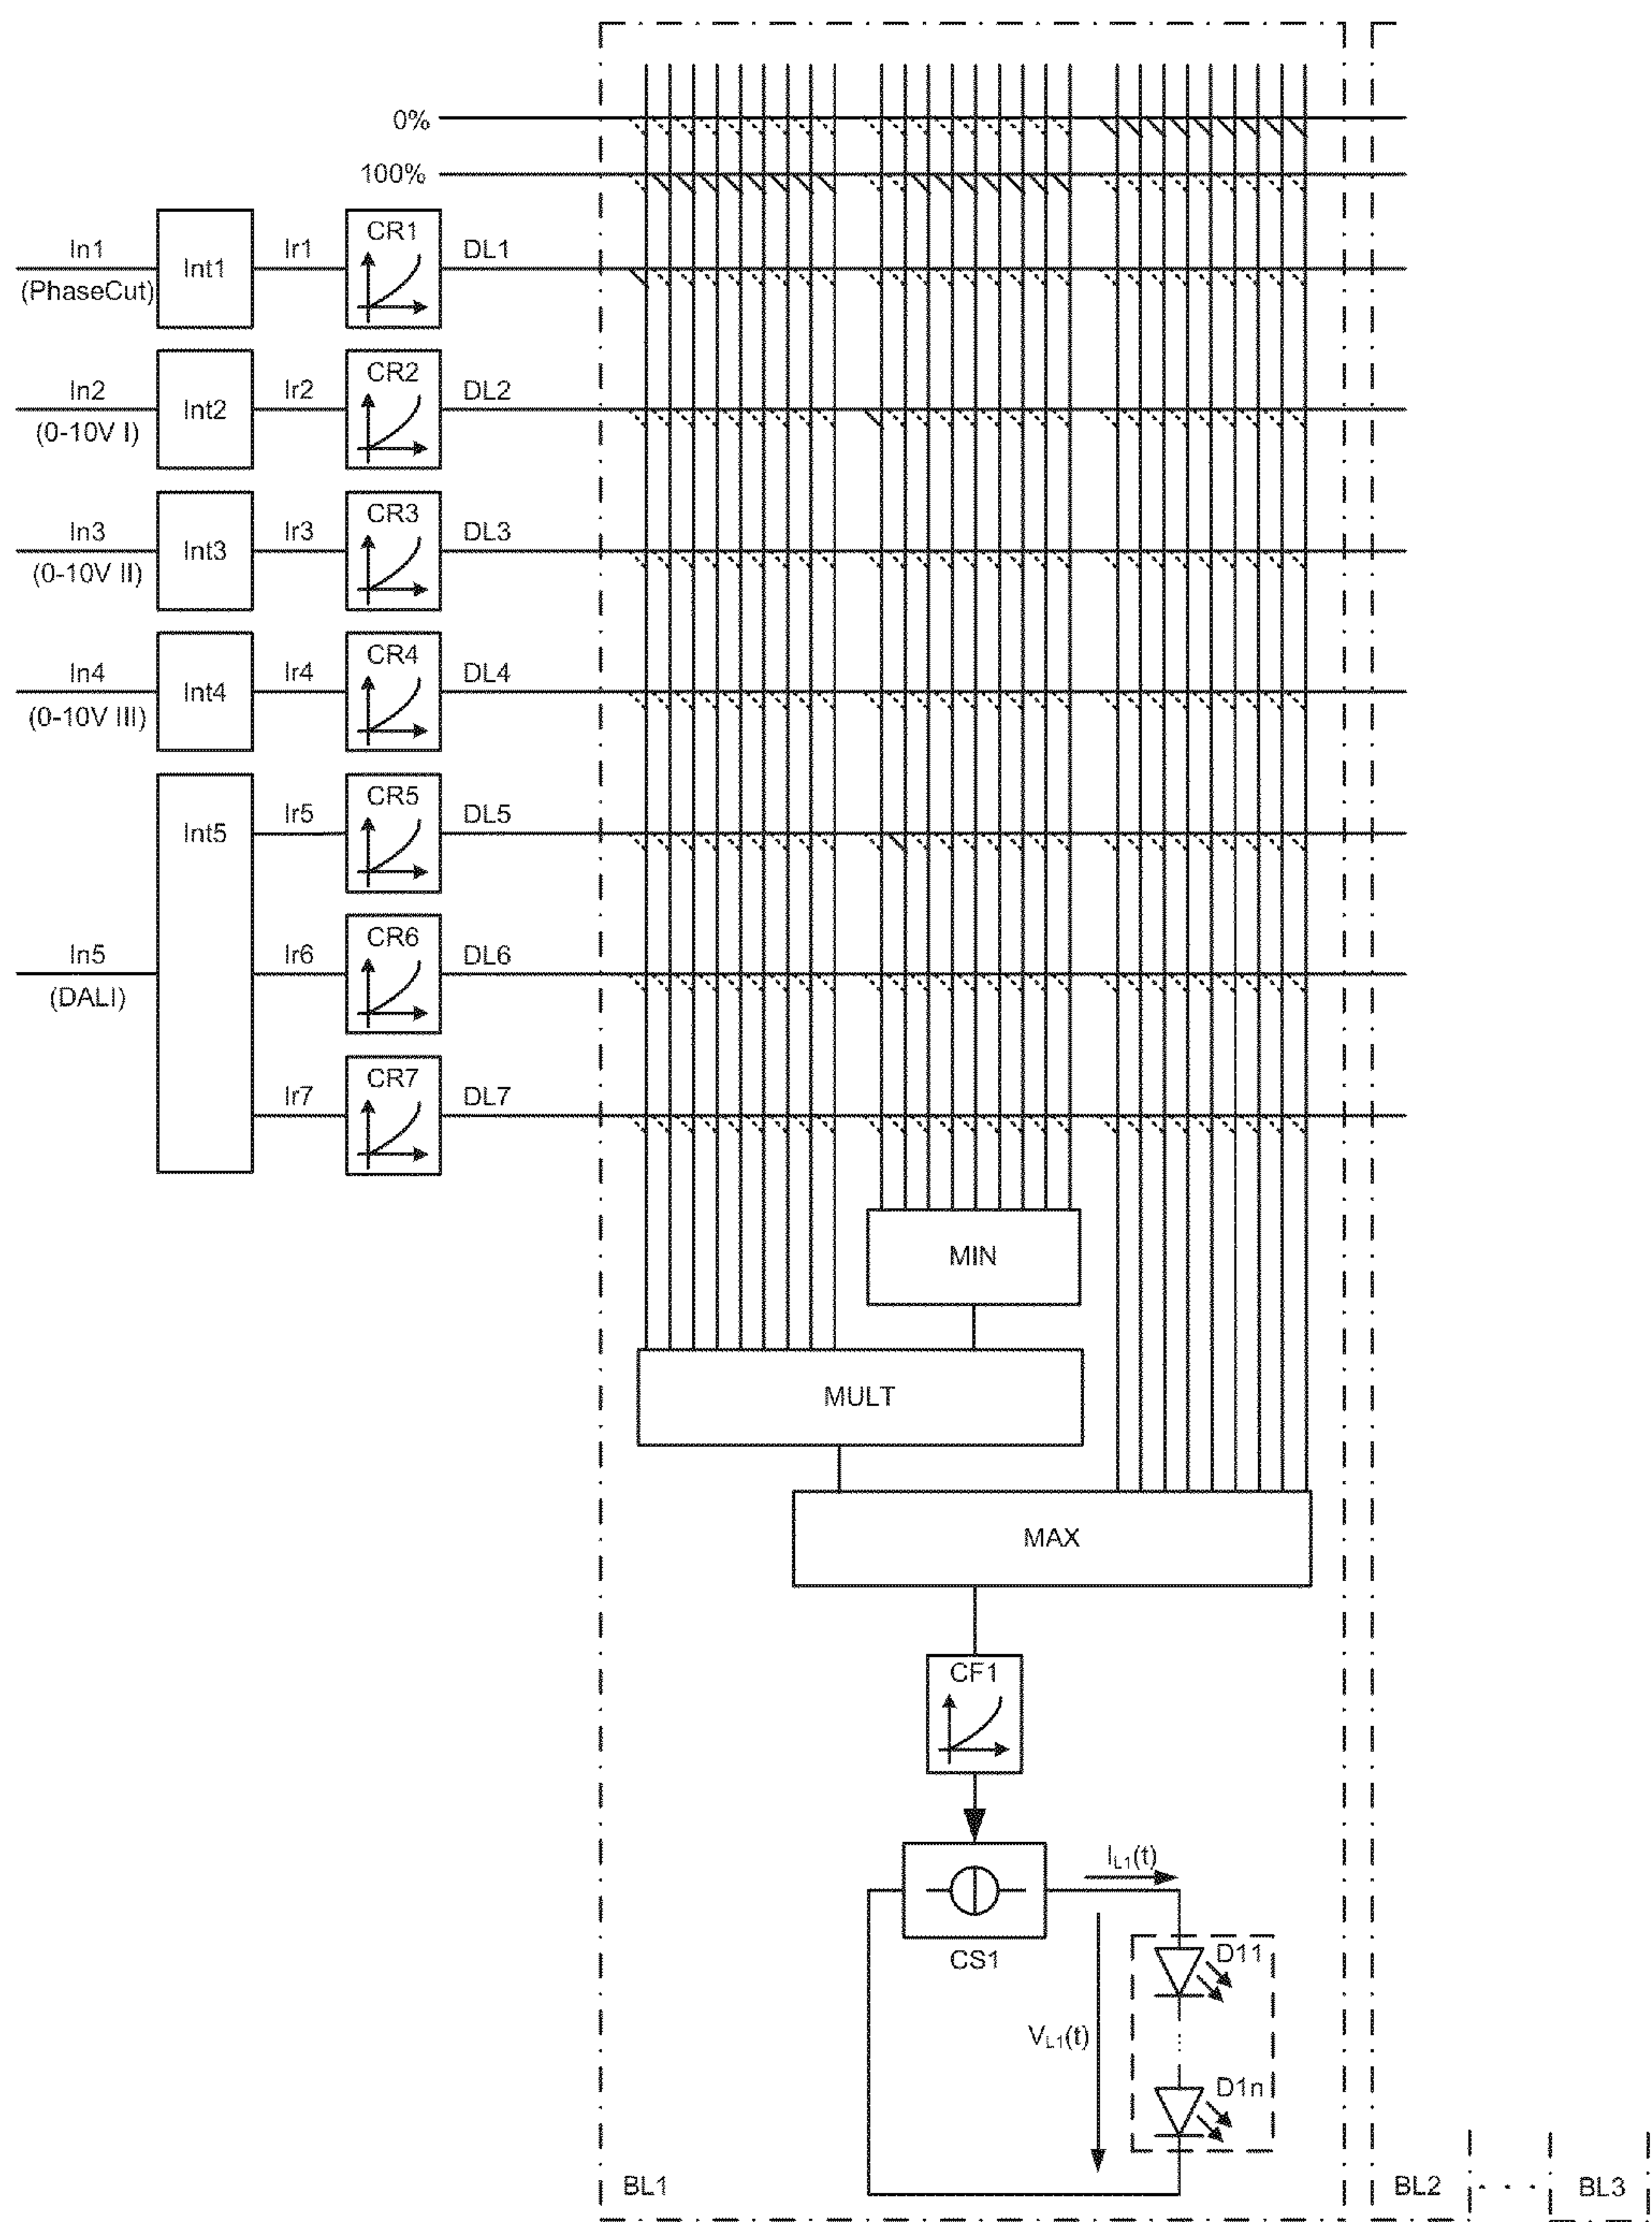 0%
100%
In1
(PhaseCut)
Int1
Ir1
CR1
DL1
In2
(0-10V I)
Int2
Ir2
CR2
DL2
In3
(0-10V II)
Int3
Ir3
CR3
DL3
In4
(0-10V III)
Int4
Ir4
CR4
DL4
Int5
Ir5
CR5
DL5
In5
(DALI)
Ir6
CR6
DL6
Ir7
CR7
DL7
MIN
MULT
MAX
CF1
CS1
IL1(t)
VL1(t)
D11
D1n
BL1
BL2
. . .
BL3